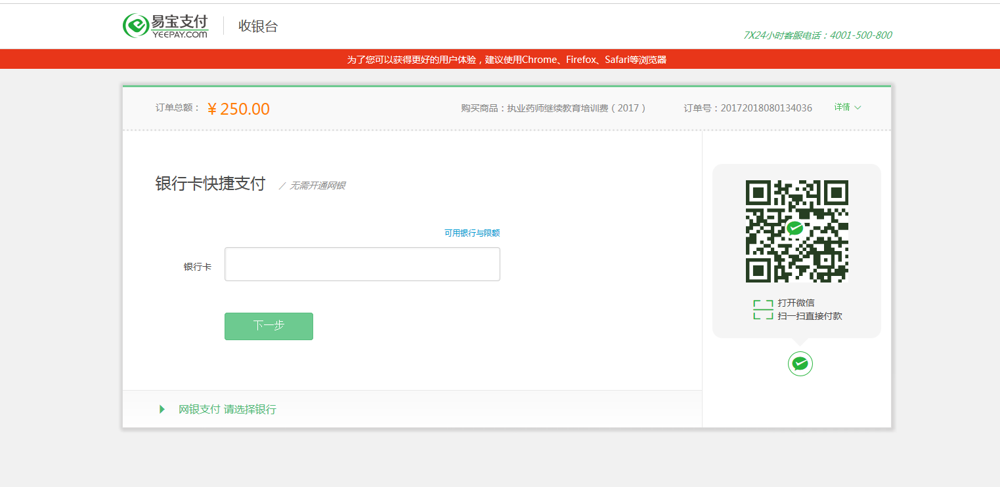 易宝支付
YEEPAY.COM
收银台
7X24小时客服电话：4001-500-800
为了您可以获得更好的用户体验，建议使用Chrome、Firefox、Safari等浏览器
订单总额： ¥ 250.00
购买商品：执业药师继续教育培训费（2017）
订单号：20172018080134036
详情
银行卡快捷支付 / 无需开通网银
可用银行与限额
银行卡
下一步
打开微信
扫一扫直接付款
网银支付 请选择银行